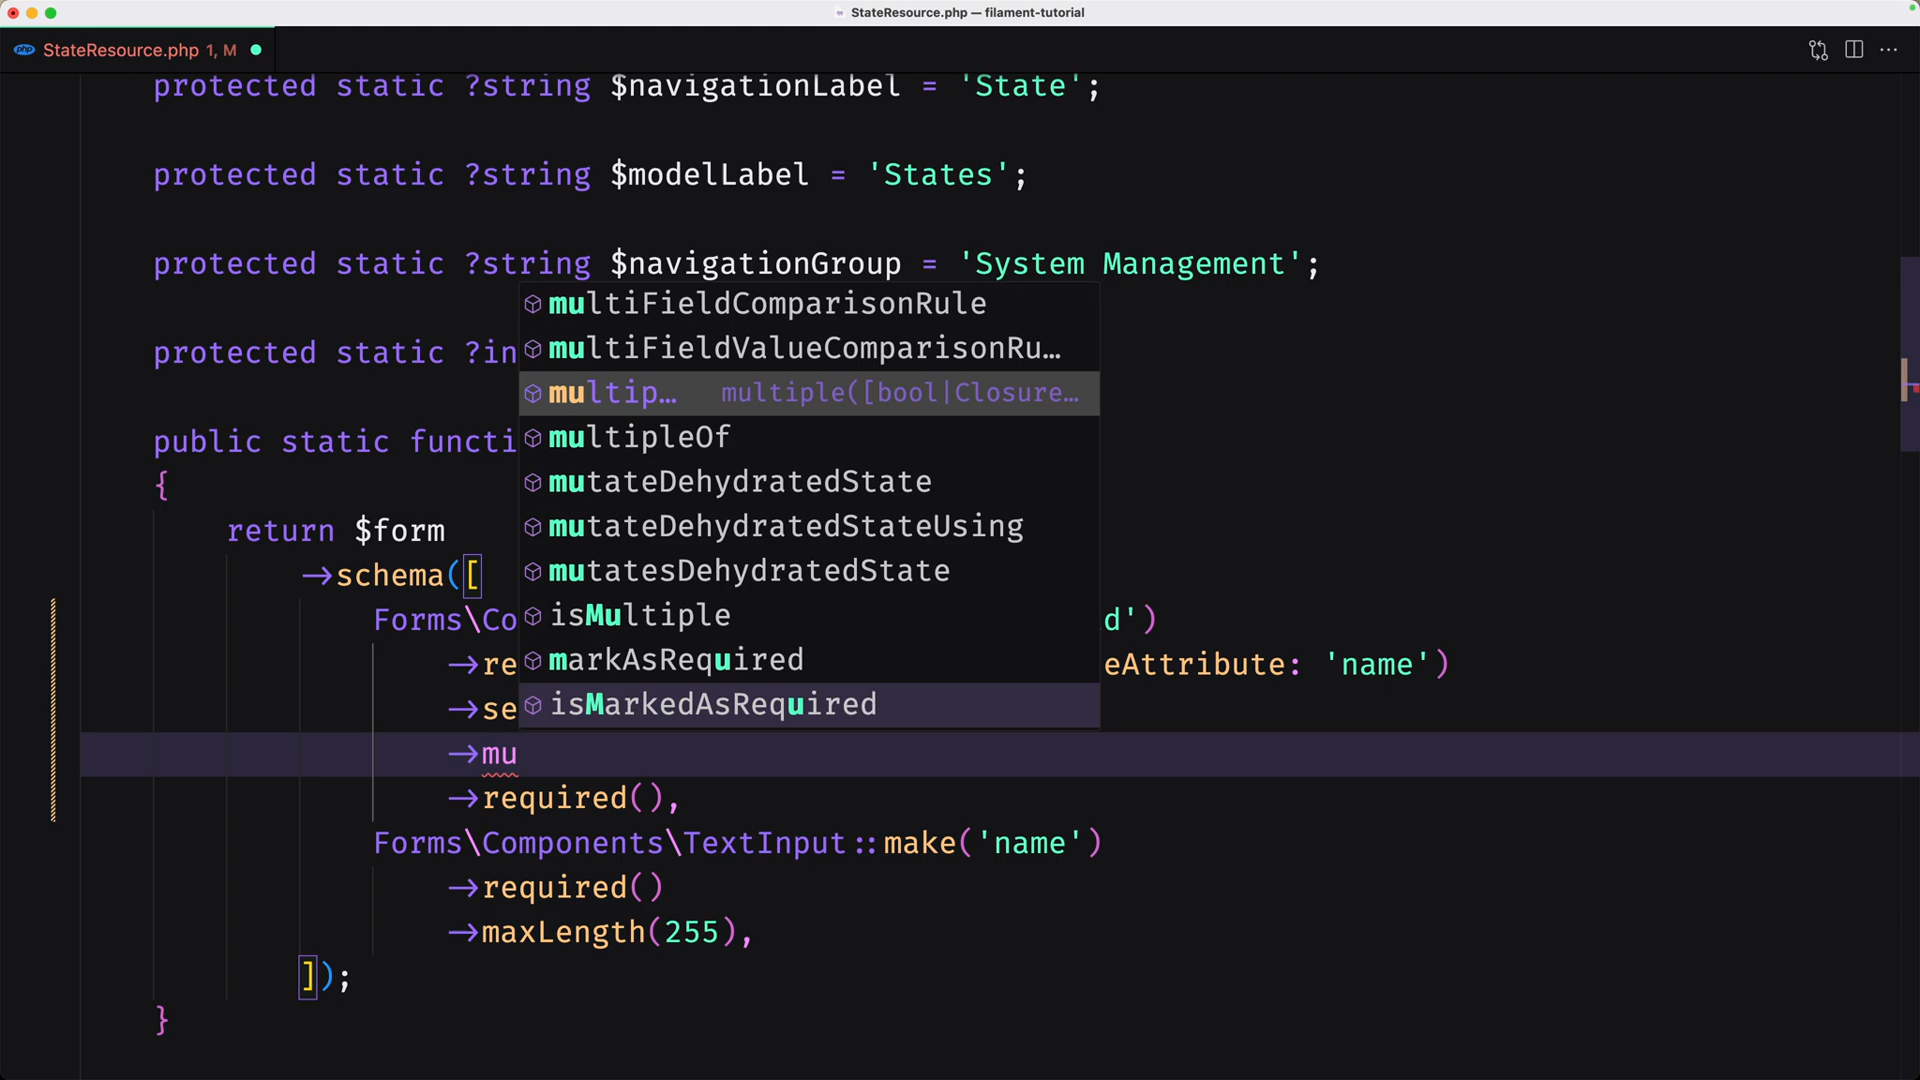 StateResource.php — filament-tutorial
php StateResource.php 1, M
protected static ?string $navigationLabel = 'State';
protected static ?string $modelLabel = 'States';
protected static ?string $navigationGroup = 'System Management';
multiFieldComparisonRule
multiFieldValueComparisonRu…
protected static ?in
multip… multiple([bool|Closure…
public static functi
multipleOf
{
mutateDehydratedState
return $form
mutateDehydratedStateUsing
->schema([
mutatesDehydratedState
Forms\Co
isMultiple
d')
->re
markAsRequired
eAttribute: 'name')
->se
isMarkedAsRequired
->mu
->required(),
Forms\Components\TextInput::make('name')
->required()
->maxLength(255),
]);
}